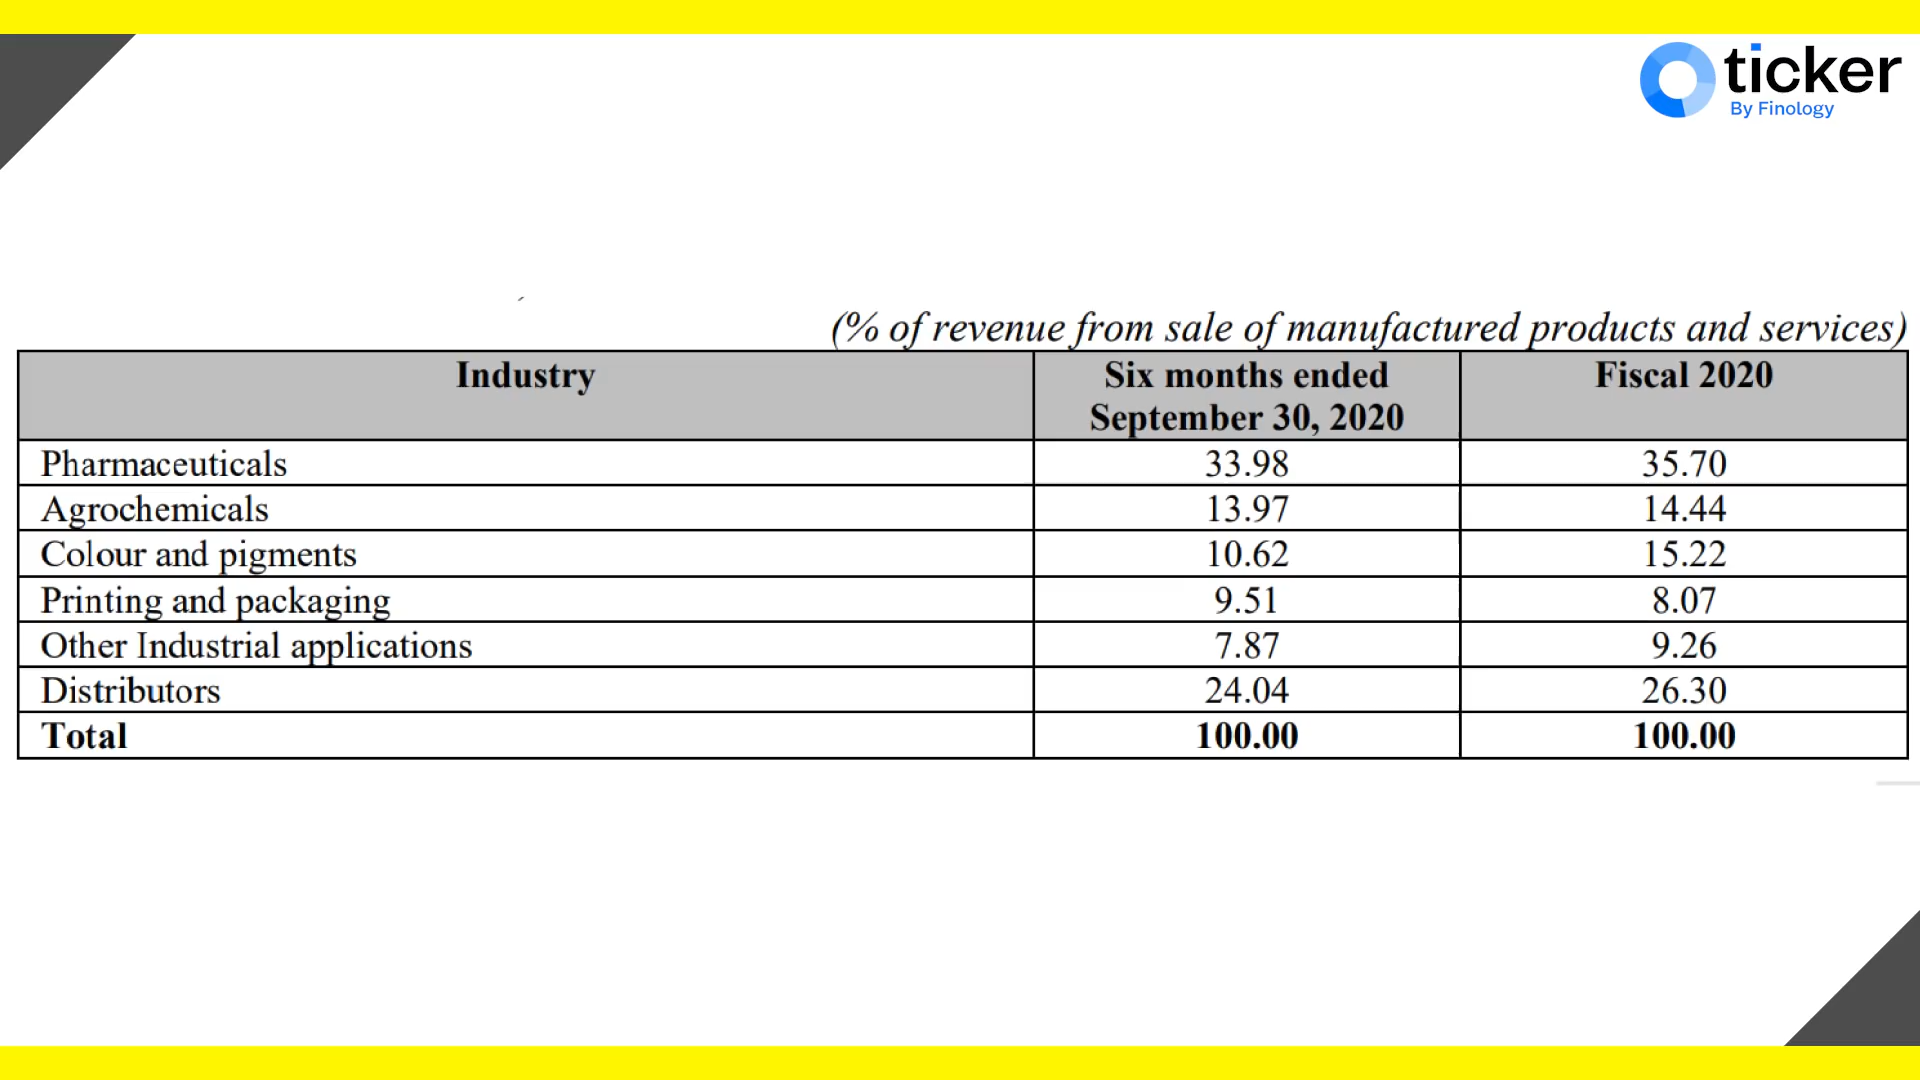 ticker
By Finology
(% of revenue from sale of manufactured products and services)
Industry Six months ended September 30, 2020 Fiscal 2020
Pharmaceuticals 33.98 35.70
Agrochemicals 13.97 14.44
Colour and pigments 10.62 15.22
Printing and packaging 9.51 8.07
Other Industrial applications 7.87 9.26
Distributors 24.04 26.30
Total 100.00 100.00